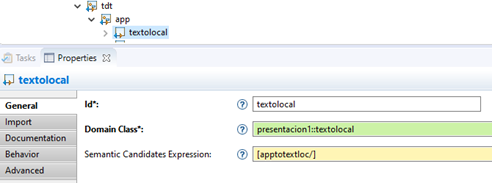 tdt
app
textolocal
Tasks Properties
textolocal
General
Import
Documentation
Behavior
Advanced
Id*: textolocal
Domain Class*: presentacion1::textolocal
Semantic Candidates Expression: [apptotextloc/]